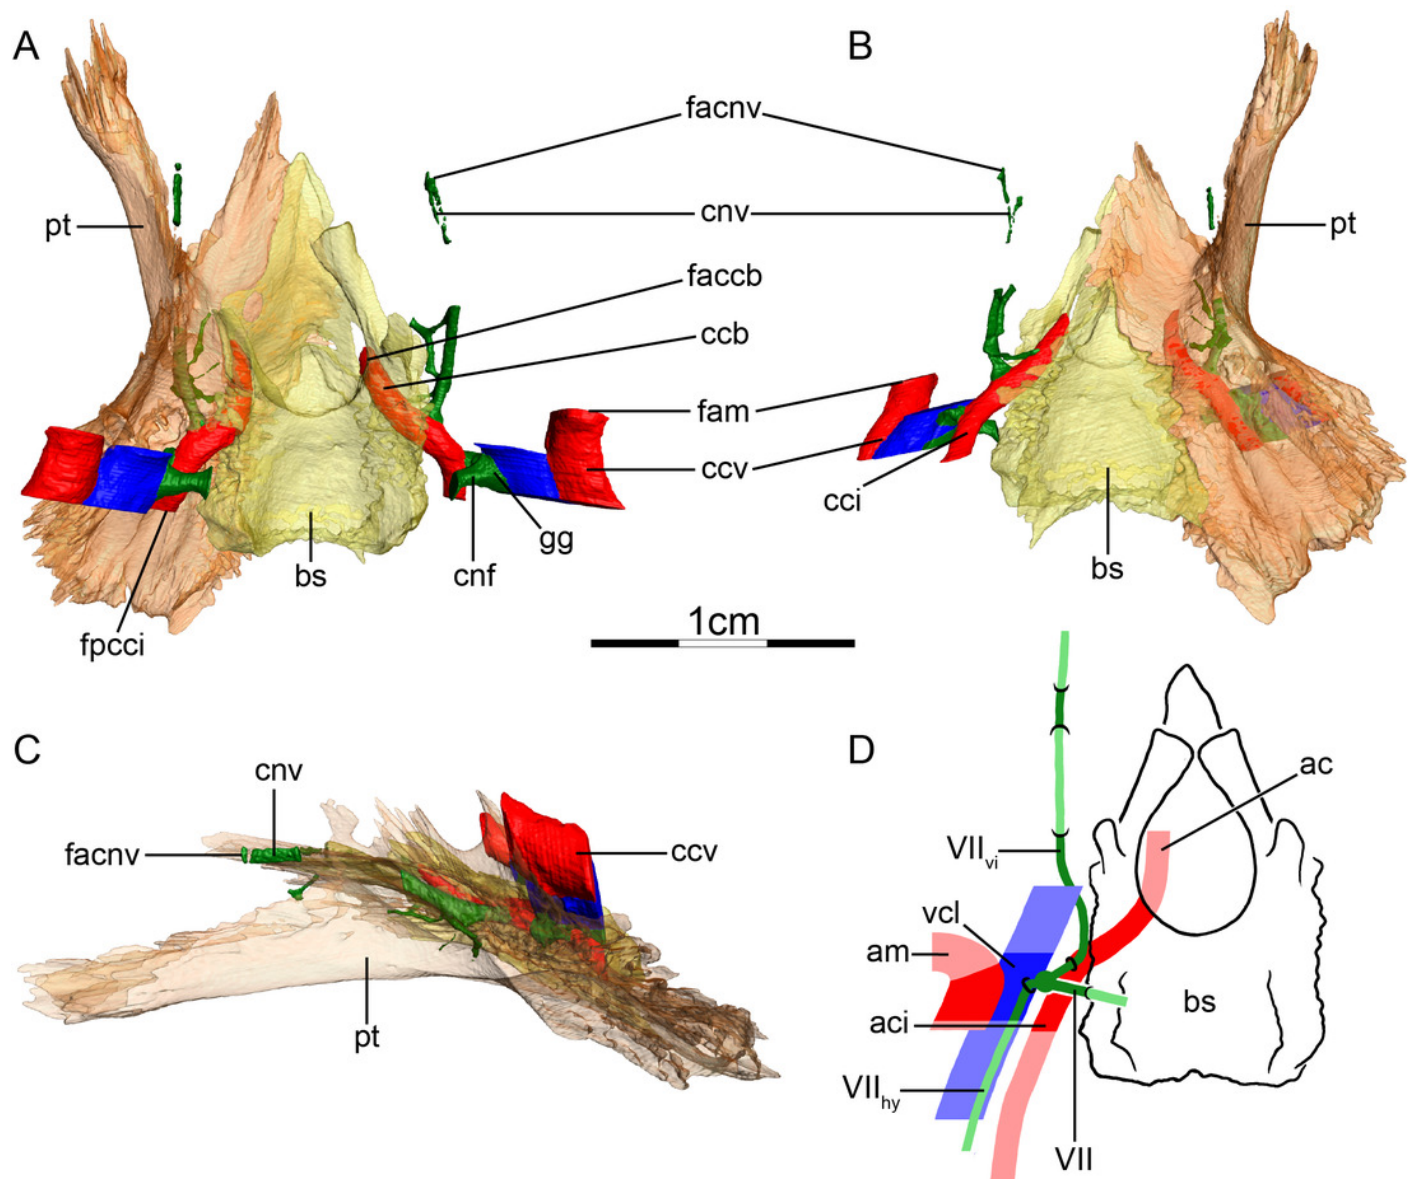 A
B
facnv
cnv
pt
pt
faccb
ccb
fam
ccv
cci
gg
bs
cnf
bs
fpcci
1cm
C
D
cnv
ac
facnv
ccv
VIIvi
vcl
am
bs
aci
pt
VIIhy
VII